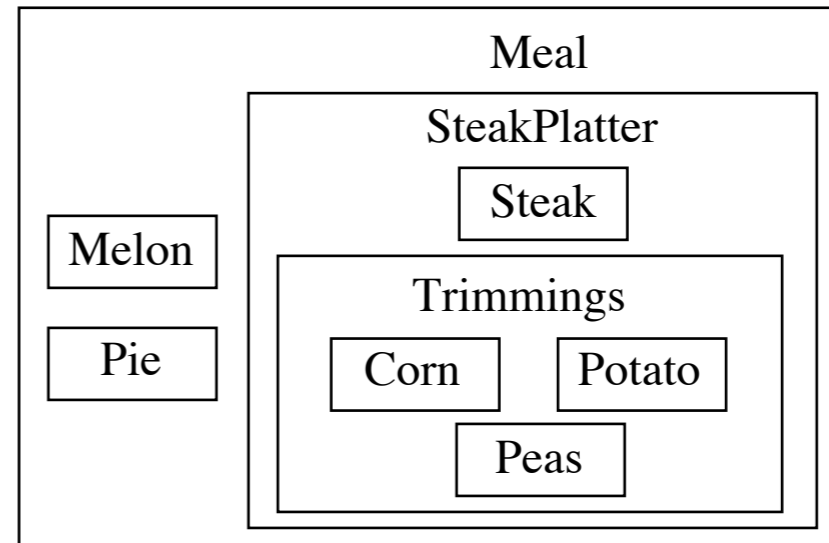 Meal
SteakPlatter
Steak
Melon
Trimmings
Pie
Corn
Potato
Peas